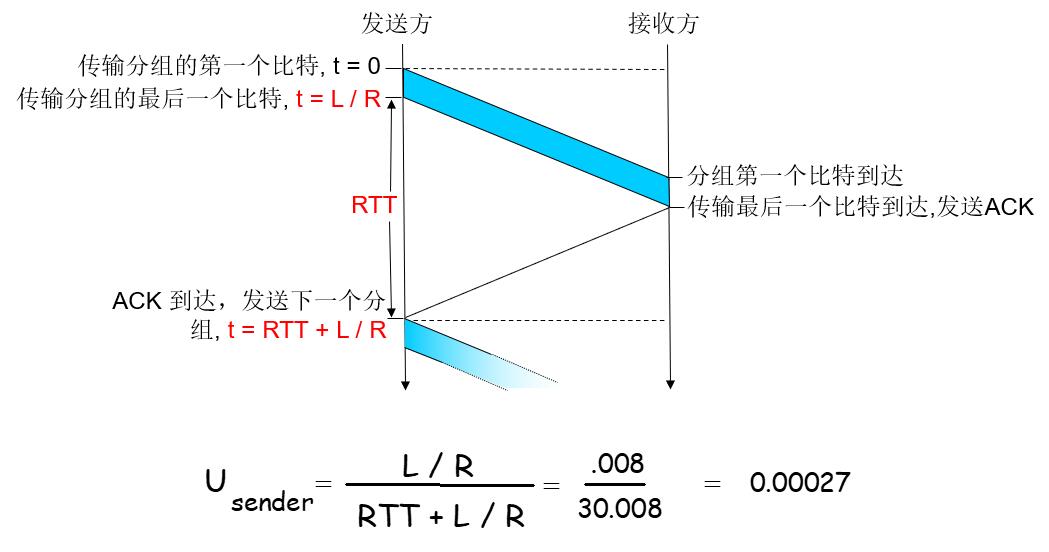 发送方
接收方
传输分组的第一个比特, t = 0
传输分组的最后一个比特, t = L / R
分组第一个比特到达
RTT
传输最后一个比特到达,发送ACK
ACK 到达，发送下一个分
组, t = RTT + L / R
U sender = L / R / RTT + L / R = .008 / 30.008 = 0.00027